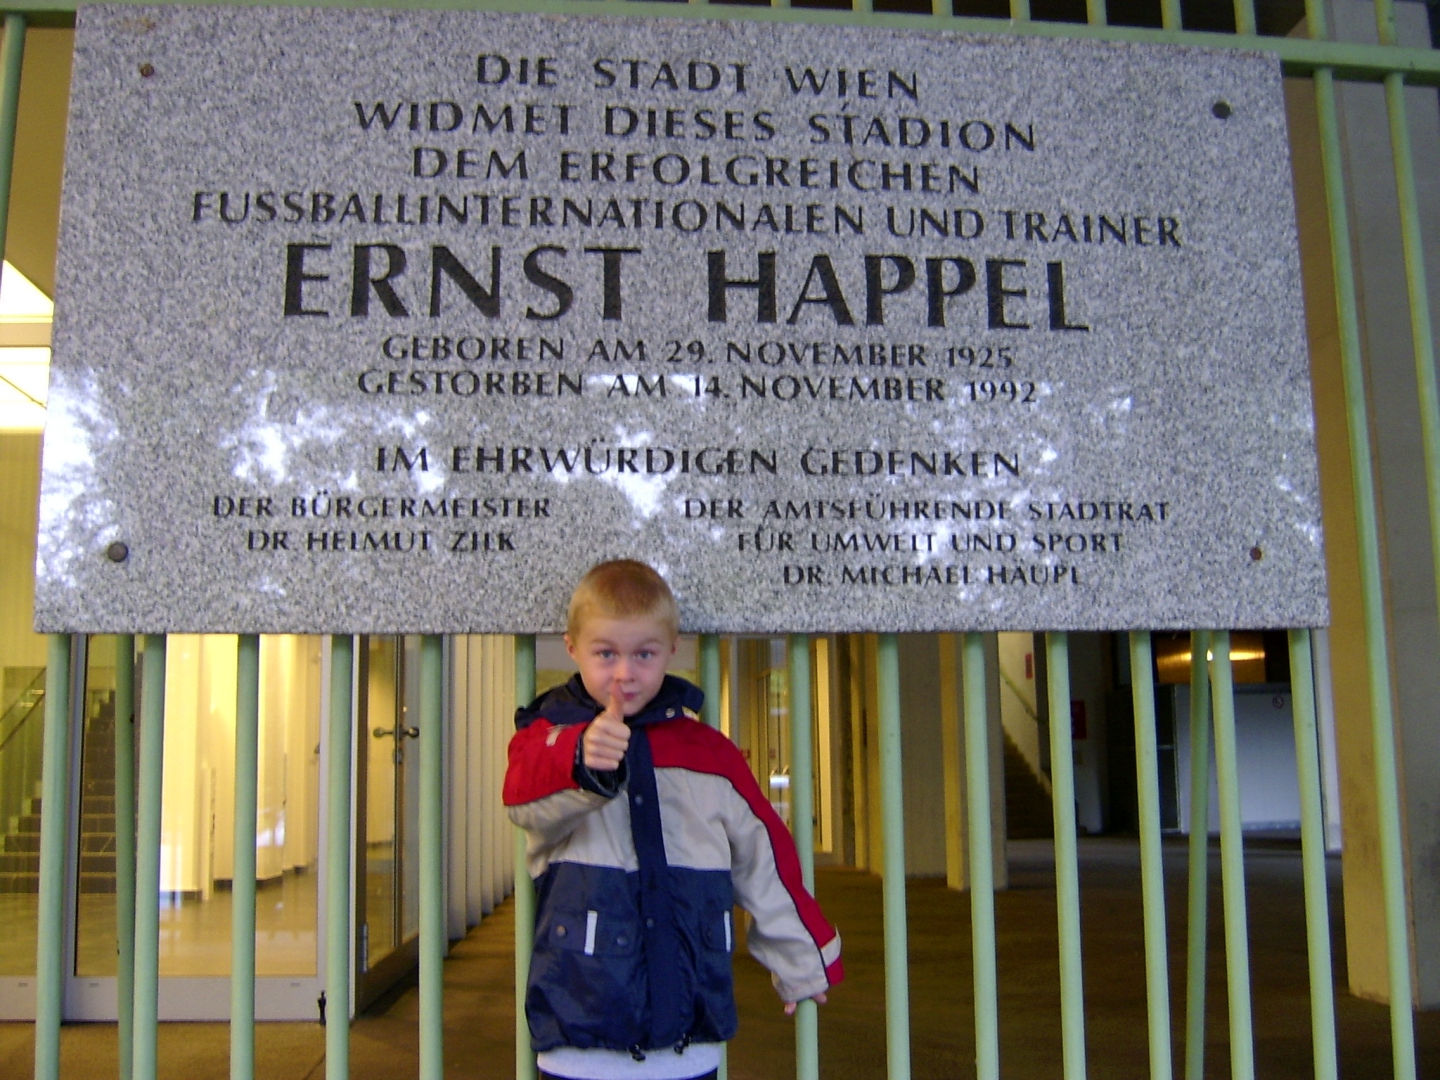 DIE STADT WIEN
WIDMET DIESES STADION
DEM ERFOLGREICHEN
FUSSBALLINTERNATIONALEN UND TRAINER
ERNST HAPPEL
GEBOREN AM 29. NOVEMBER 1925
GESTORBEN AM 14. NOVEMBER 1992
IM EHRWÜRDIGEN GEDENKEN
DER BÜRGERMEISTER
DR HELMUT ZILK
DER AMTSFÜHRENDE STADTRAT
FÜR UMWELT UND SPORT
DR. MICHAEL HÄUPL